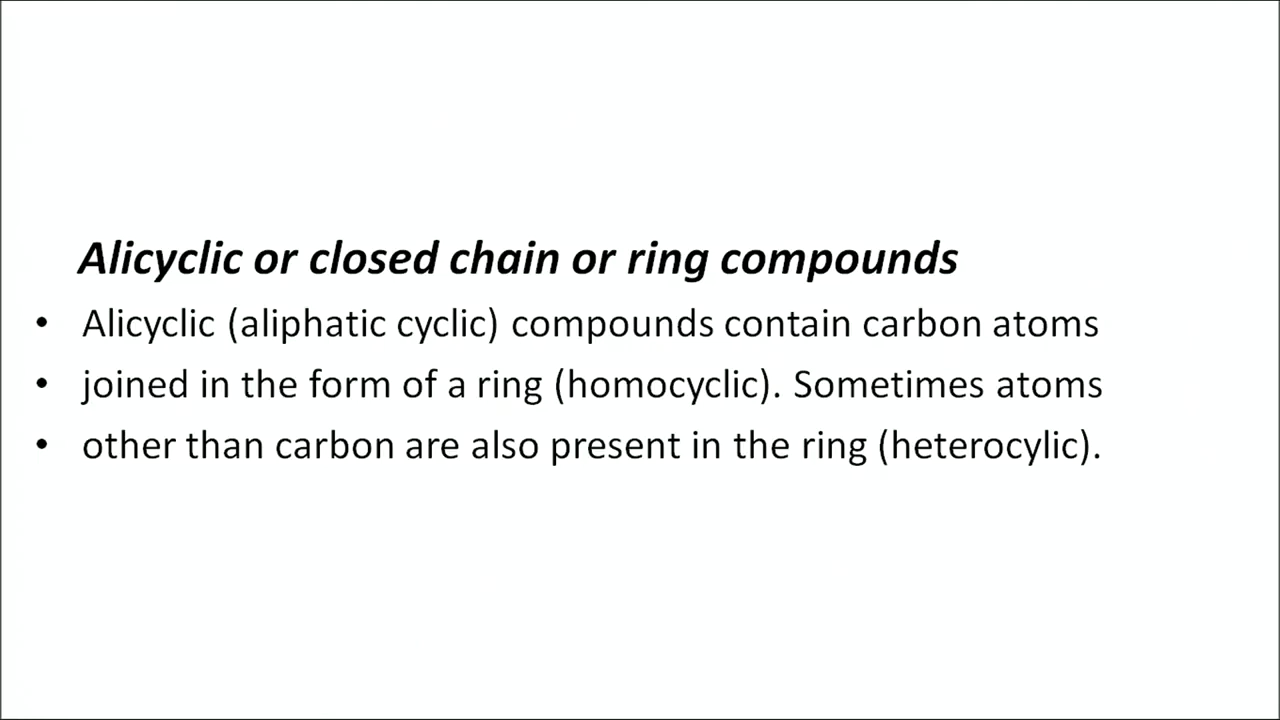 Alicyclic or closed chain or ring compounds
• Alicyclic (aliphatic cyclic) compounds contain carbon atoms
• joined in the form of a ring (homocyclic). Sometimes atoms
• other than carbon are also present in the ring (heterocylic).